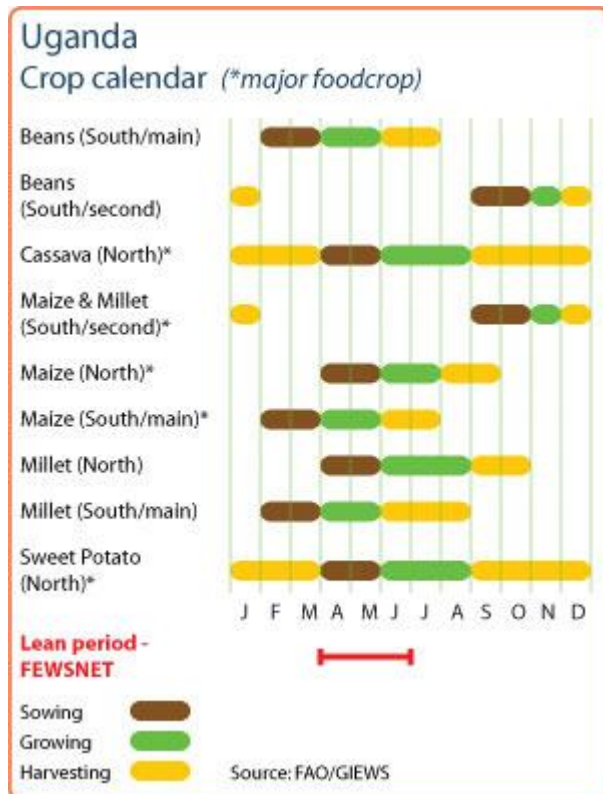 Uganda
Crop calendar (*major foodcrop)
Beans (South/main)
Beans
(South/second)
Cassava (North)*
Maize & Millet
(South/second)*
Maize (North)*
Maize (South/main)*
Millet (North)
Millet (South/main)
Sweet Potato
(North)*
J F M A M J J A S O N D
Lean period -
FEWSNET
Sowing
Growing
Harvesting
Source: FAO/GIEWS